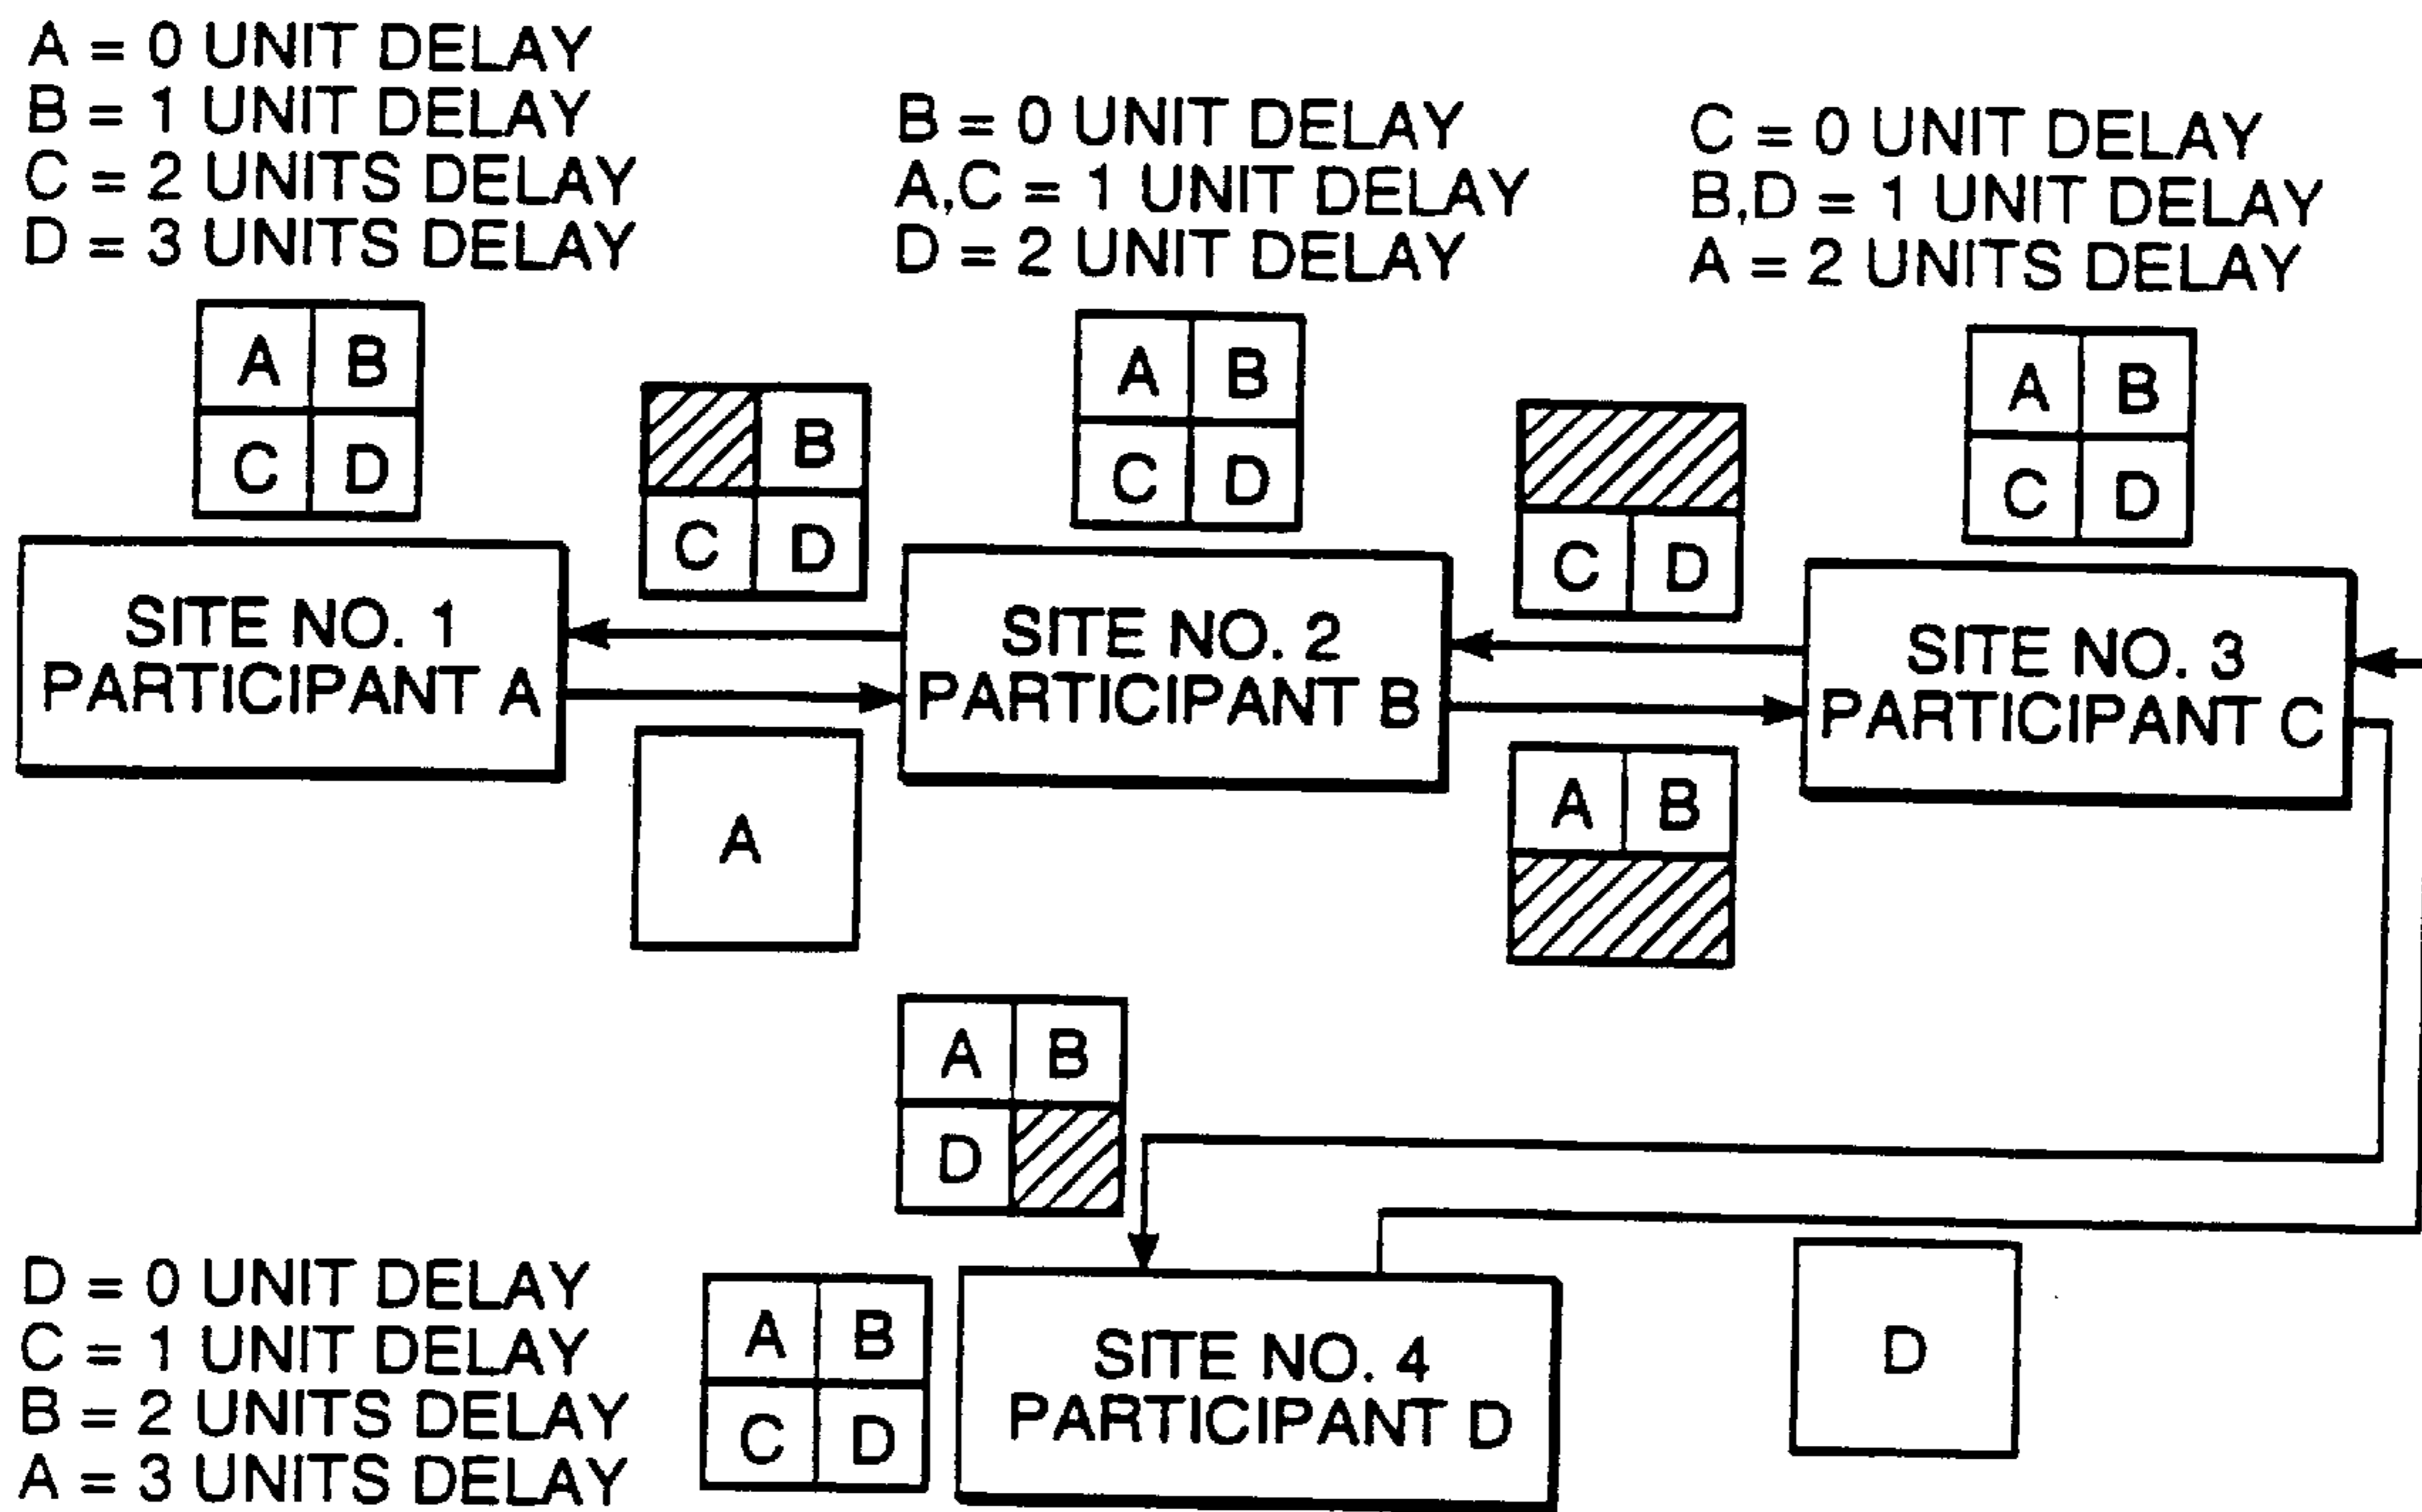 A = 0 UNIT DELAY
B = 1 UNIT DELAY
C = 2 UNITS DELAY
D = 3 UNITS DELAY
B = 0 UNIT DELAY
A,C = 1 UNIT DELAY
D = 2 UNIT DELAY
C = 0 UNIT DELAY
B,D = 1 UNIT DELAY
A = 2 UNITS DELAY
A B
C D
B
C D
A B
C D
C D
A B
C D
SITE NO. 1
PARTICIPANT A
SITE NO. 2
PARTICIPANT B
SITE NO. 3
PARTICIPANT C
A
A B
A B
D
D = 0 UNIT DELAY
C = 1 UNIT DELAY
B = 2 UNITS DELAY
A = 3 UNITS DELAY
A B
C D
SITE NO. 4
PARTICIPANT D
D